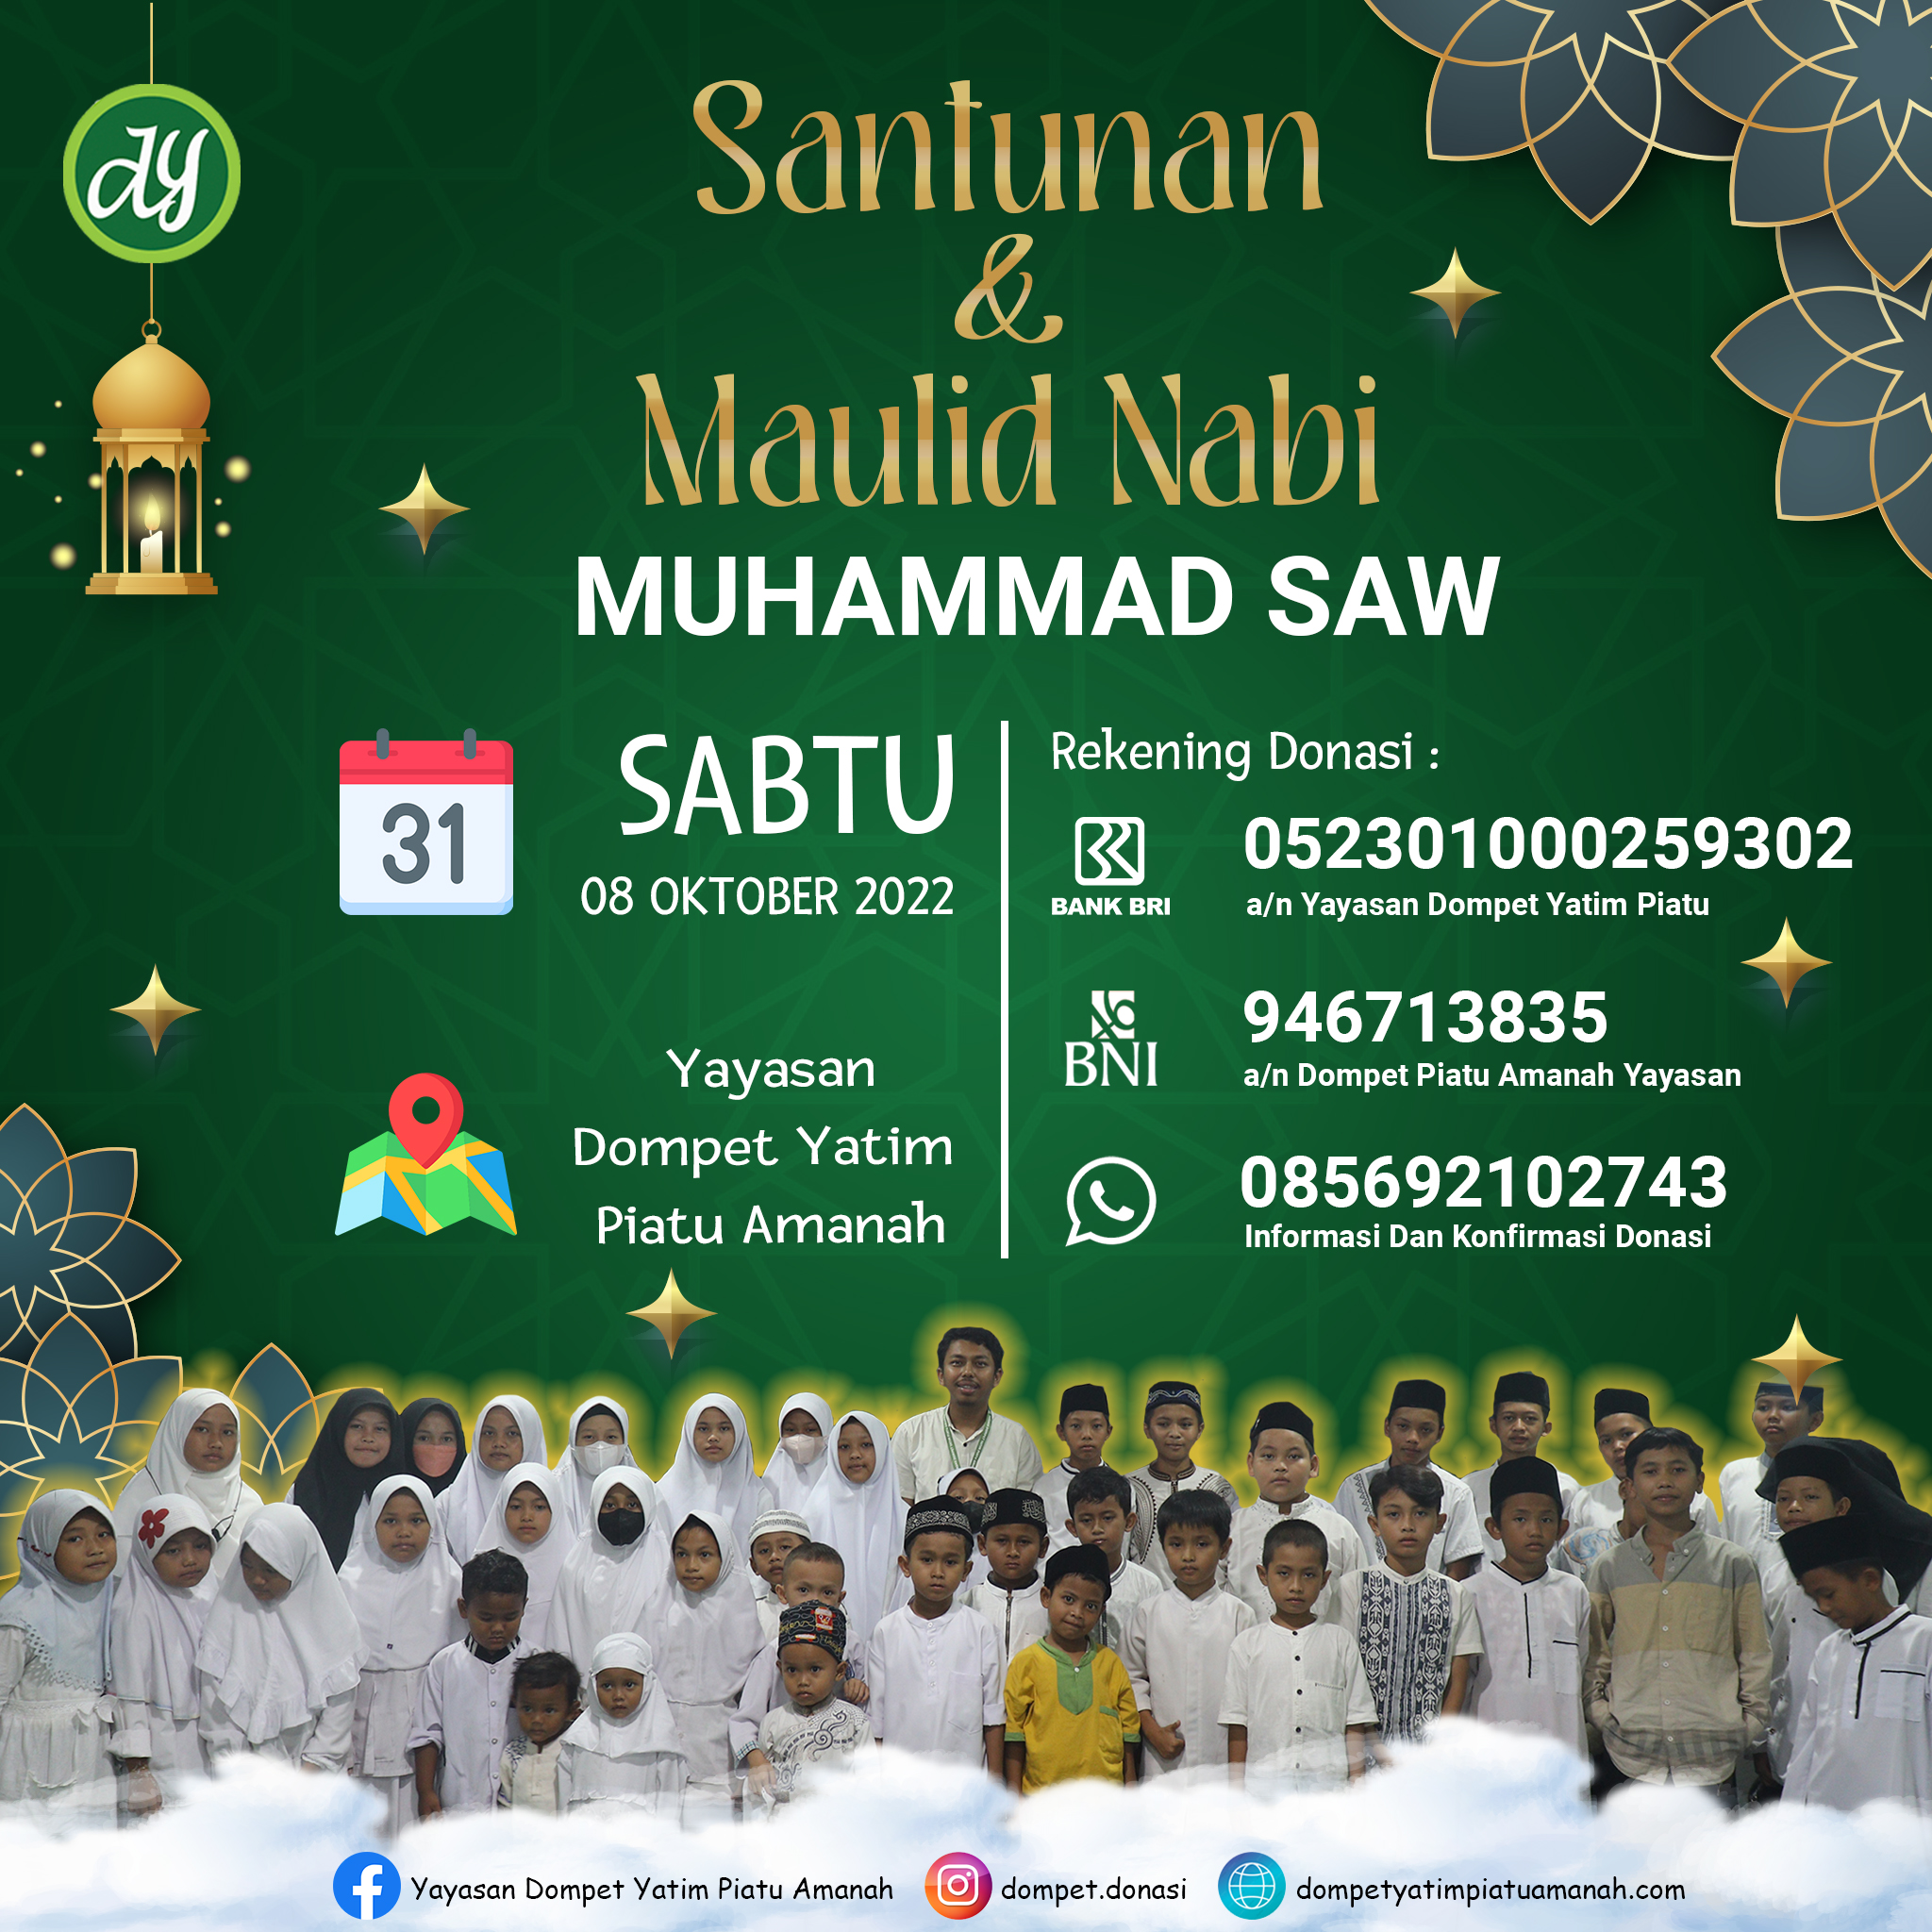 dy
Santunan
&
Maulid Nabi
MUHAMMAD SAW
31
SABTU
08 OKTOBER 2022
Yayasan
Dompet Yatim
Piatu Amanah
Rekening Donasi :
BANK BRI
052301000259302
a/n Yayasan Dompet Yatim Piatu
BNI
946713835
a/n Dompet Piatu Amanah Yayasan
085692102743
Informasi Dan Konfirmasi Donasi
Yayasan Dompet Yatim Piatu Amanah
dompet.donasi
dompetyatimpiatuamanah.com